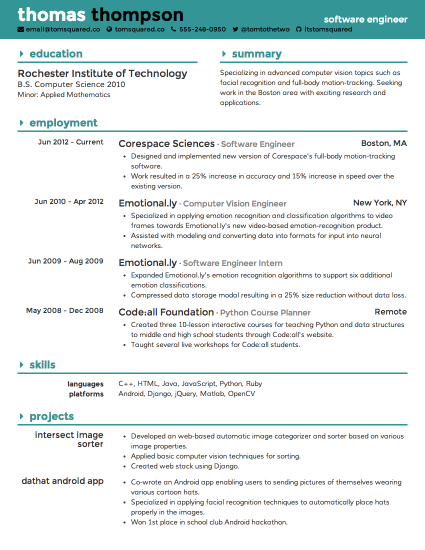 thomas thompson
software engineer
email@tomsquared.co tomsquared.co 555-246-0950 @tomtothetwo itstomsquared
education
Rochester Institute of Technology
B.S. Computer Science 2010
Minor: Applied Mathematics
summary
Specializing in advanced computer vision topics such as
facial recognition and full-body motion-tracking. Seeking
work in the Boston area with exciting research and
applications.
employment
Jun 2012 - Current Corespace Sciences · Software Engineer Boston, MA
• Designed and implemented new version of Corespace's full-body motion-tracking
software.
• Work resulted in a 25% increase in accuracy and 15% increase in speed over the
existing version.
Jun 2010 - Apr 2012 Emotional.ly · Computer Vision Engineer New York, NY
• Specialized in applying emotion recognition and classification algorithms to video
frames towards Emotional.ly's new video-based emotion-recognition product.
• Assisted with modeling and converting data into formats for input into neural
networks.
Jun 2009 - Aug 2009 Emotional.ly · Software Engineer Intern
• Expanded Emotional.ly's emotion recognition algorithms to support six additional
emotion classifications.
• Compressed data storage modal resulting in a 25% size reduction without data loss.
May 2008 - Dec 2008 Code:all Foundation · Python Course Planner Remote
• Created three 10-lesson interactive courses for teaching Python and data structures
to middle and high school students through Code:all's website.
• Taught several live workshops for Code:all students.
skills
languages C++, HTML, Java, JavaScript, Python, Ruby
platforms Android, Django, jQuery, Matlab, OpenCV
projects
intersect image
sorter
• Developed an web-based automatic image categorizer and sorter based on various
image properties.
• Applied basic computer vision techniques for sorting.
• Created web stack using Django.
dathat android app
• Co-wrote an Android app enabling users to sending pictures of themselves wearing
various cartoon hats.
• Specialized in applying facial recognition techniques to automatically place hats
properly in the images.
• Won 1st place in school club Android hackathon.